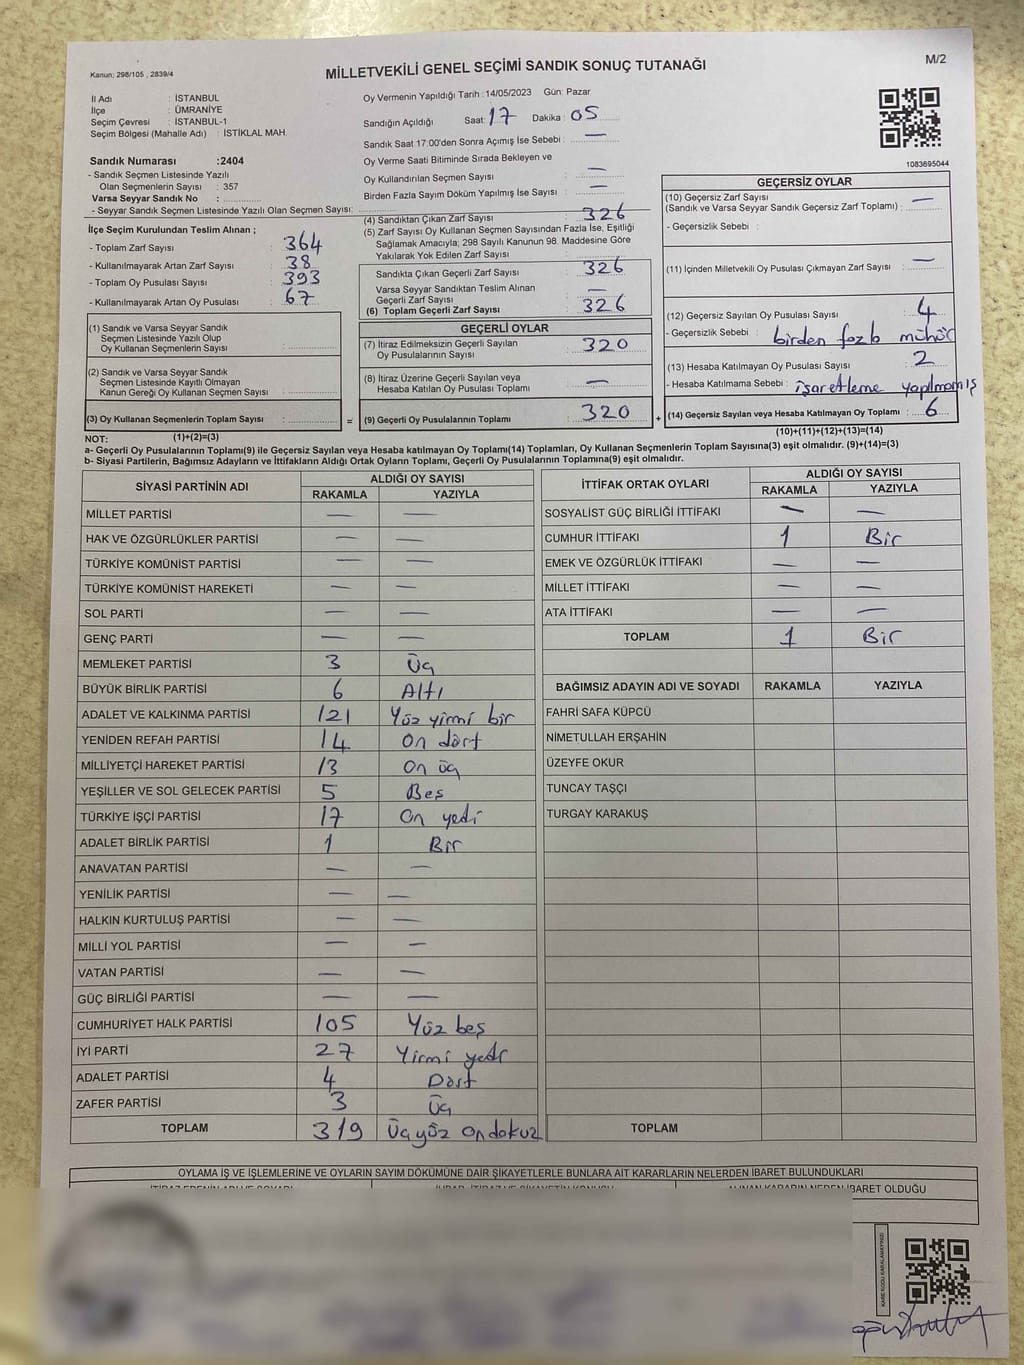 Kanun; 298/105 , 2839/4
MİLLETVEKİLİ GENEL SEÇİMİ SANDIK SONUÇ TUTANAĞI
M/2
İl Adı : İSTANBUL
İlçe : ÜMRANİYE
Seçim Çevresi : İSTANBUL-1
Seçim Bölgesi (Mahalle Adı) : İSTİKLAL MAH.
Sandık Numarası :2404
- Sandık Seçmen Listesinde Yazılı
Olan Seçmenlerin Sayısı : 357
Varsa Seyyar Sandık No :
- Seyyar Sandık Seçmen Listesinde Yazılı Olan Seçmen Sayısı:
Oy Vermenin Yapıldığı Tarih :14/05/2023 Gün: Pazar
Sandığın Açıldığı Saat: 17 Dakika: 05
Sandık Saat 17:00'den Sonra Açımış İse Sebebi : —
Oy Verme Saati Bitiminde Sırada Bekleyen ve
Oy Kullandırılan Seçmen Sayısı : —
Birden Fazla Sayım Döküm Yapılmış İse Sayısı : —
1083695044
İlçe Seçim Kurulundan Teslim Alınan ;
- Toplam Zarf Sayısı : 364
- Kullanılmayarak Artan Zarf Sayısı : 38
- Toplam Oy Pusulası Sayısı : 393
- Kullanılmayarak Artan Oy Pusulası : 67
(4) Sandıktan Çıkan Zarf Sayısı : 326
(5) Zarf Sayısı Oy Kullanan Seçmen Sayısından Fazla İse, Eşitliği
Sağlamak Amacıyla; 298 Sayılı Kanunun 98. Maddesine Göre
Yakılarak Yok Edilen Zarf Sayısı :
Sandıkta Çıkan Geçerli Zarf Sayısı : 326
Varsa Seyyar Sandıktan Teslim Alınan
Geçerli Zarf Sayısı : —
(6) Toplam Geçerli Zarf Sayısı : 326
GEÇERSİZ OYLAR
(10) Geçersiz Zarf Sayısı
(Sandık ve Varsa Seyyar Sandık Geçersiz Zarf Toplamı) : —
- Geçersizlik Sebebi :
(11) İçinden Milletvekili Oy Pusulası Çıkmayan Zarf Sayısı : —
(12) Geçersiz Sayılan Oy Pusulası Sayısı : 4
- Geçersizlik Sebebi : birden fazla mühür
(13) Hesaba Katılmayan Oy Pusulası Sayısı : 2
- Hesaba Katılmama Sebebi : işaretleme yapılmamış
(14) Geçersiz Sayılan veya Hesaba Katılmayan Oy Toplamı : 6
(10)+(11)+(12)+(13)=(14)
(1) Sandık ve Varsa Seyyar Sandık
Seçmen Listesinde Yazılı Olup
Oy Kullanan Seçmenlerin Sayısı :
(2) Sandık ve Varsa Seyyar Sandık
Seçmen Listesinde Kayıtlı Olmayan
Kanun Gereği Oy Kullanan Seçmen Sayısı :
(3) Oy Kullanan Seçmenlerin Toplam Sayısı : =
(1)+(2)=(3)
GEÇERLİ OYLAR
(7) İtiraz Edilmeksizin Geçerli Sayılan
Oy Pusulalarının Sayısı : 320
(8) İtiraz Üzerine Geçerli Sayılan veya
Hesaba Katılan Oy Pusulası Toplamı : —
(9) Geçerli Oy Pusulalarının Toplamı : 320 +
NOT:
a- Geçerli Oy Pusulalarının Toplamı(9) ile Geçersiz Sayılan veya Hesaba katılmayan Oy Toplamı(14) Toplamları, Oy Kullanan Seçmenlerin Toplam Sayısına(3) eşit olmalıdır. (9)+(14)=(3)
b- Siyasi Partilerin, Bağımsız Adayların ve İttifakların Aldığı Ortak Oyların Toplamı, Geçerli Oy Pusulalarının Toplamına(9) eşit olmalıdır.
SİYASİ PARTİNİN ADI ALDIĞI OY SAYISI
RAKAMLA YAZIYLA
MİLLET PARTİSİ — —
HAK VE ÖZGÜRLÜKLER PARTİSİ — —
TÜRKİYE KOMÜNİST PARTİSİ — —
TÜRKİYE KOMÜNİST HAREKETİ — —
SOL PARTİ — —
GENÇ PARTİ — —
MEMLEKET PARTİSİ 3 Üç
BÜYÜK BİRLİK PARTİSİ 6 Altı
ADALET VE KALKINMA PARTİSİ 121 Yüz yirmi bir
YENİDEN REFAH PARTİSİ 14 On dört
MİLLİYETÇİ HAREKET PARTİSİ 13 On üç
YEŞİLLER VE SOL GELECEK PARTİSİ 5 Beş
TÜRKİYE İŞÇİ PARTİSİ 17 On yedi
ADALET BİRLİK PARTİSİ 1 Bir
ANAVATAN PARTİSİ — —
YENİLİK PARTİSİ — —
HALKIN KURTULUŞ PARTİSİ — —
MİLLİ YOL PARTİSİ — —
VATAN PARTİSİ — —
GÜÇ BİRLİĞİ PARTİSİ — —
CUMHURİYET HALK PARTİSİ 105 Yüz beş
İYİ PARTİ 27 Yirmi yedi
ADALET PARTİSİ 4 Dört
ZAFER PARTİSİ 3 Üç
TOPLAM 319 Üçyüz ondokuz
İTTİFAK ORTAK OYLARI ALDIĞI OY SAYISI
RAKAMLA YAZIYLA
SOSYALİST GÜÇ BİRLİĞİ İTTİFAKI — —
CUMHUR İTTİFAKI 1 Bir
EMEK VE ÖZGÜRLÜK İTTİFAKI — —
MİLLET İTTİFAKI — —
ATA İTTİFAKI — —
TOPLAM 1 Bir
BAĞIMSIZ ADAYIN ADI VE SOYADI RAKAMLA YAZIYLA
FAHRİ SAFA KÜPCÜ
NİMETULLAH ERŞAHİN
ÜZEYFE OKUR
TUNCAY TAŞÇI
TURGAY KARAKUŞ
TOPLAM
OYLAMA İŞ VE İŞLEMLERİNE VE OYLARIN SAYIM DÖKÜMÜNE DAİR ŞİKAYETLERLE BUNLARA AİT KARARLARIN NELERDEN İBARET BULUNDUKLARI
İTİRAZ EDENİN ADI VE SOYADI
ALINAN KARARIN NEDEN İBARET OLDUĞU
KARE KODU KARALAMAYINIZ!